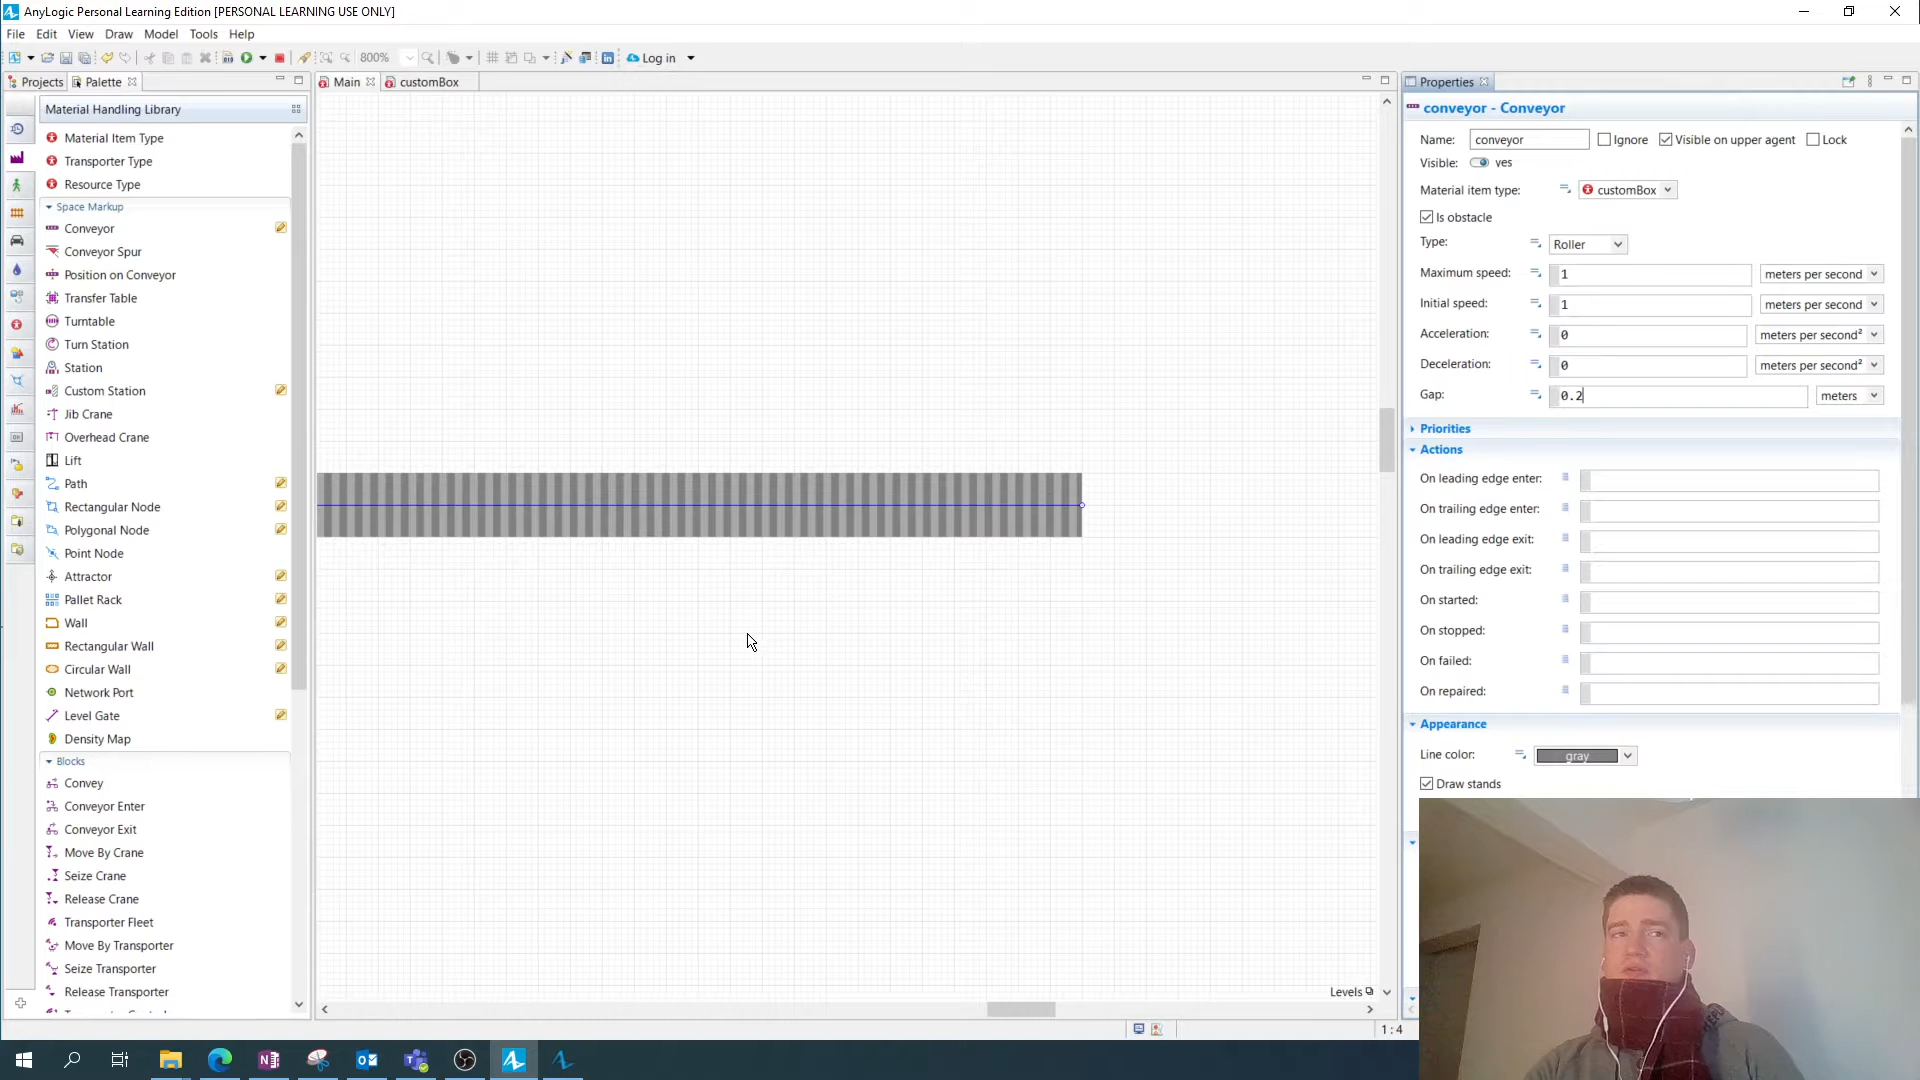 AnyLogic Personal Learning Edition [PERSONAL LEARNING USE ONLY]
File Edit View Draw Model Tools Help
800% Log in
Projects Palette Main customBox Properties
Material Handling Library
Material Item Type
Transporter Type
Resource Type
Space Markup
Conveyor
Conveyor Spur
Position on Conveyor
Transfer Table
Turntable
Turn Station
Station
Custom Station
Jib Crane
Overhead Crane
Lift
Path
Rectangular Node
Polygonal Node
Point Node
Attractor
Pallet Rack
Wall
Rectangular Wall
Circular Wall
Network Port
Level Gate
Density Map
Blocks
Convey
Conveyor Enter
Conveyor Exit
Move By Crane
Seize Crane
Release Crane
Transporter Fleet
Move By Transporter
Seize Transporter
Release Transporter
Levels
1:4
conveyor - Conveyor
Name: conveyor Ignore Visible on upper agent Lock
Visible: yes
Material item type: customBox
Is obstacle
Type: Roller
Maximum speed: 1 meters per second
Initial speed: 1 meters per second
Acceleration: 0 meters per second²
Deceleration: 0 meters per second²
Gap: 0.2 meters
Priorities
Actions
On leading edge enter:
On trailing edge enter:
On leading edge exit:
On trailing edge exit:
On started:
On stopped:
On failed:
On repaired:
Appearance
Line color: gray
Draw stands